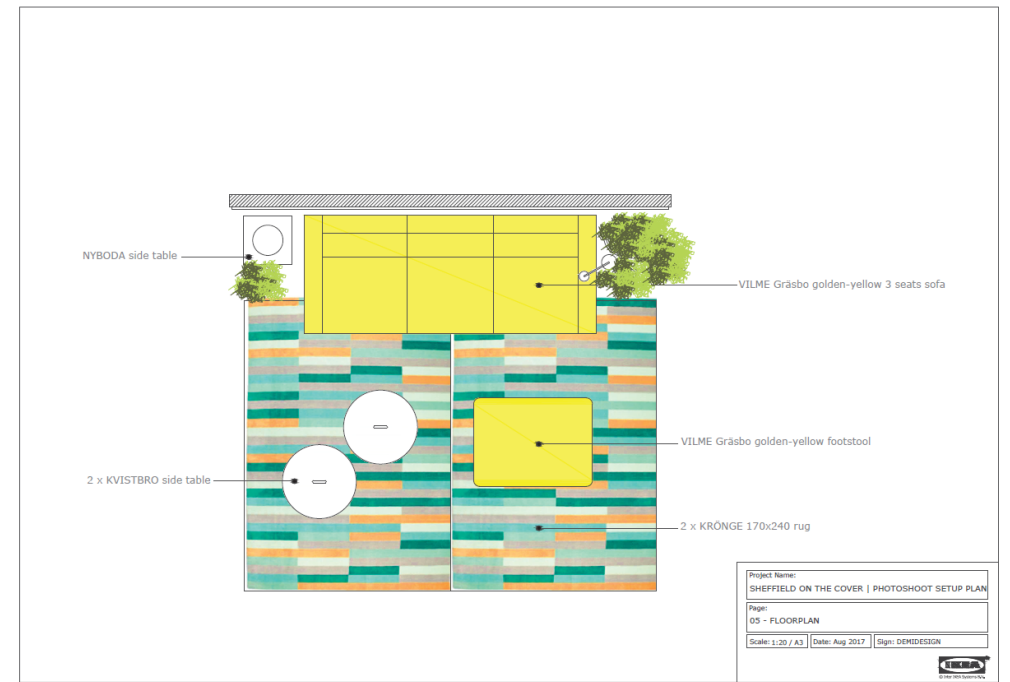 NYBODA side table
VILME Gräsbo golden-yellow 3 seats sofa
VILME Gräsbo golden-yellow footstool
2 x KVISTBRO side table
2 x KRÖNGE 170x240 rug
Project Name:
SHEFFIELD ON THE COVER | PHOTOSHOOT SETUP PLAN
Page:
05 - FLOORPLAN
Scale: 1:20 / A3 Date: Aug 2017 Sign: DEMIDESIGN
IKEA